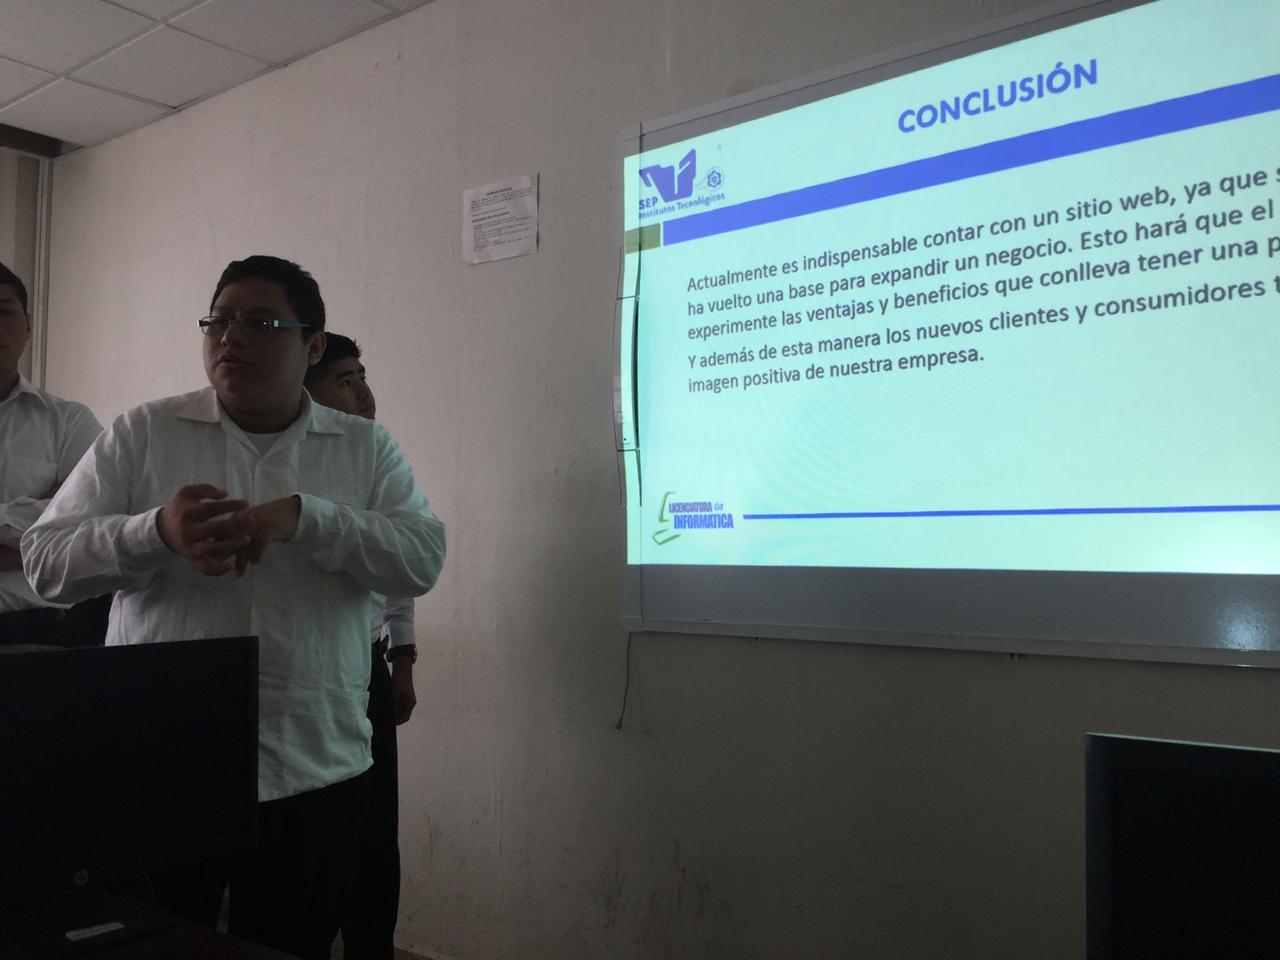 CONCLUSIÓN
SEP
Institutos Tecnológicos
Actualmente es indispensable contar con un sitio web, ya que
ha vuelto una base para expandir un negocio. Esto hará que el
experimente las ventajas y beneficios que conlleva tener una
Y además de esta manera los nuevos clientes y consumidores
imagen positiva de nuestra empresa.
LICENCIATURA en
INFORMATICA